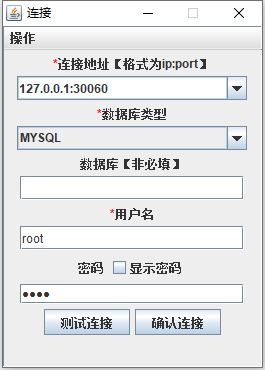 连接
操作
*连接地址【格式为ip:port】
127.0.0.1:30060
*数据库类型
MYSQL
数据库【非必填】
*用户名
root
密码 显示密码
●●●●
测试连接 确认连接